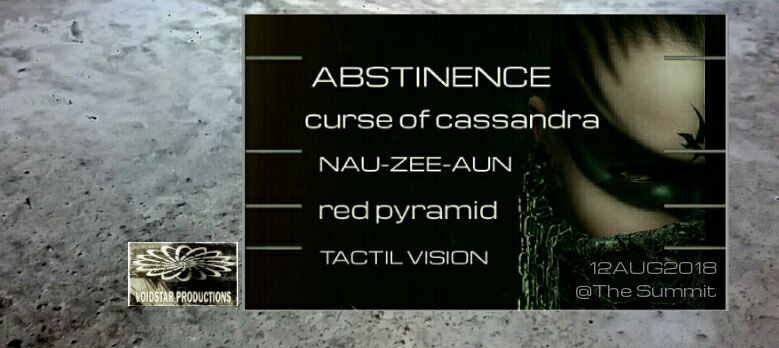 ABSTINENCE
curse of cassandra
NAU-ZEE-AUN
red pyramid
TACTIL VISION
12AUG2018
@The Summit
VOIDSTAR PRODUCTIONS